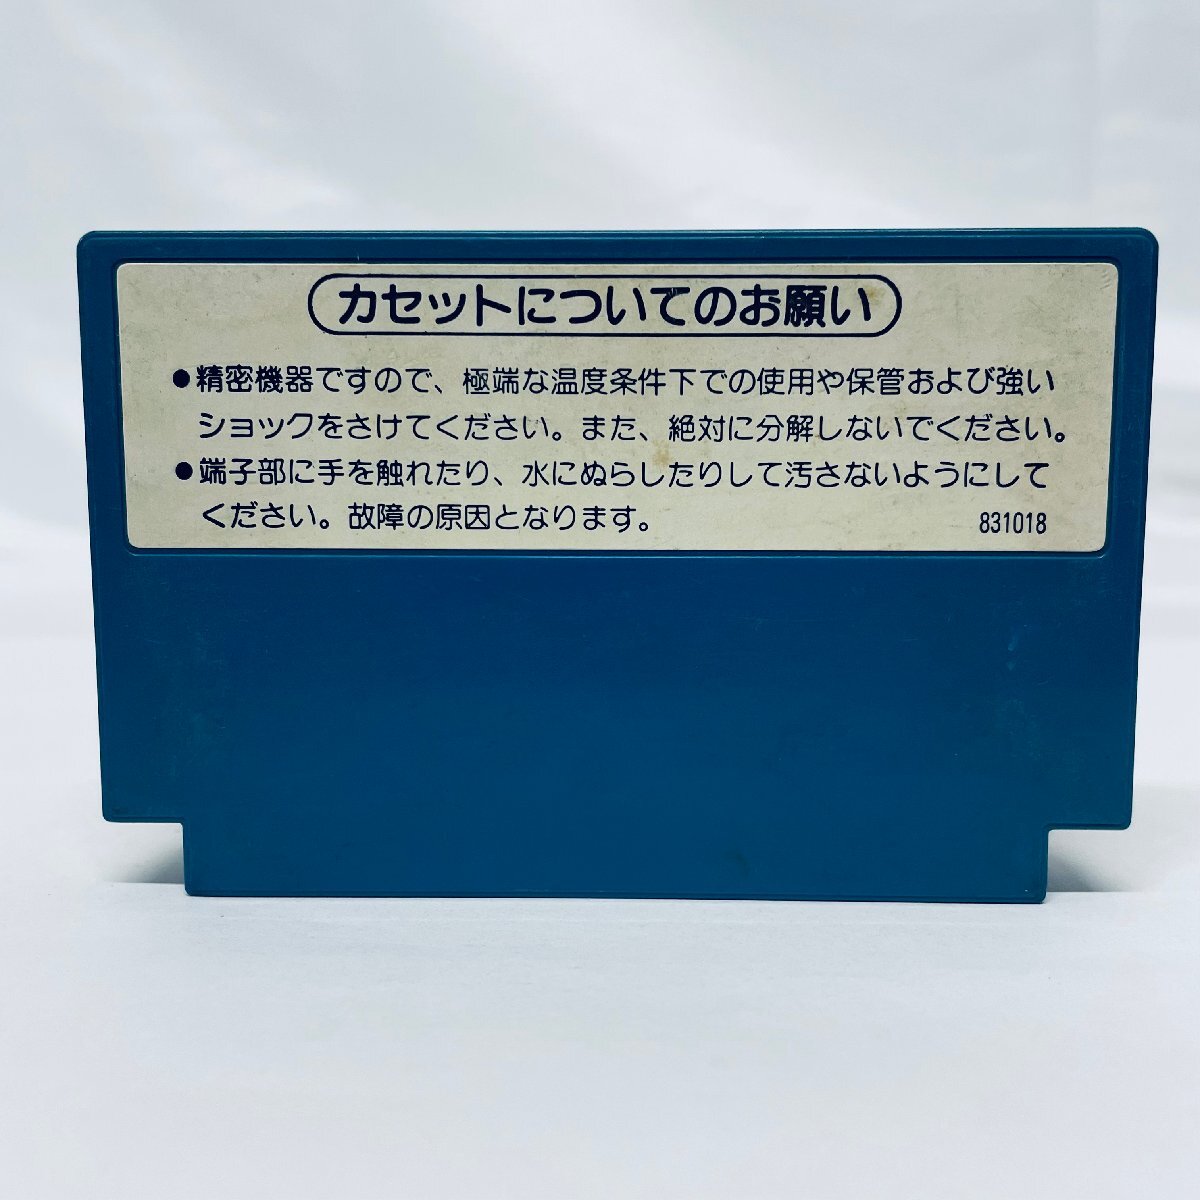 カセットについてのお願い
●精密機器ですので、極端な温度条件下での使用や保管および強い
ショックをさけてください。また、絶対に分解しないでください。
●端子部に手を触れたり、水にぬらしたりして汚さないようにして
ください。故障の原因となります。 831018